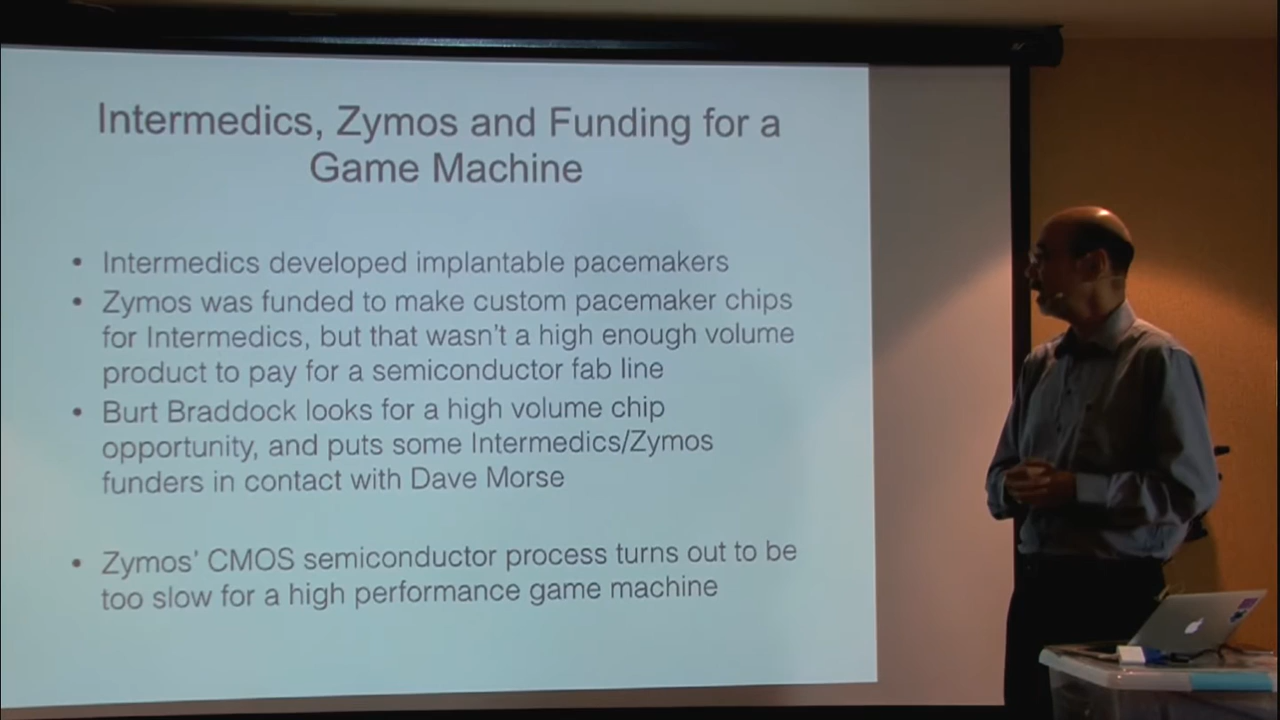 Intermedics, Zymos and Funding for a
Game Machine
• Intermedics developed implantable pacemakers
• Zymos was funded to make custom pacemaker chips
for Intermedics, but that wasn't a high enough volume
product to pay for a semiconductor fab line
• Burt Braddock looks for a high volume chip
opportunity, and puts some Intermedics/Zymos
funders in contact with Dave Morse
• Zymos' CMOS semiconductor process turns out to be
too slow for a high performance game machine